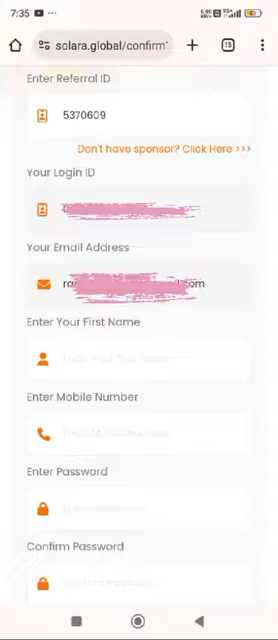 7:35
solara.global/confirm
15
Enter Referral ID
5370609
Don't have sponsor? Click Here >>>
Your Login ID
Your Email Address
Enter Your First Name
Enter Mobile Number
Enter Password
Confirm Password